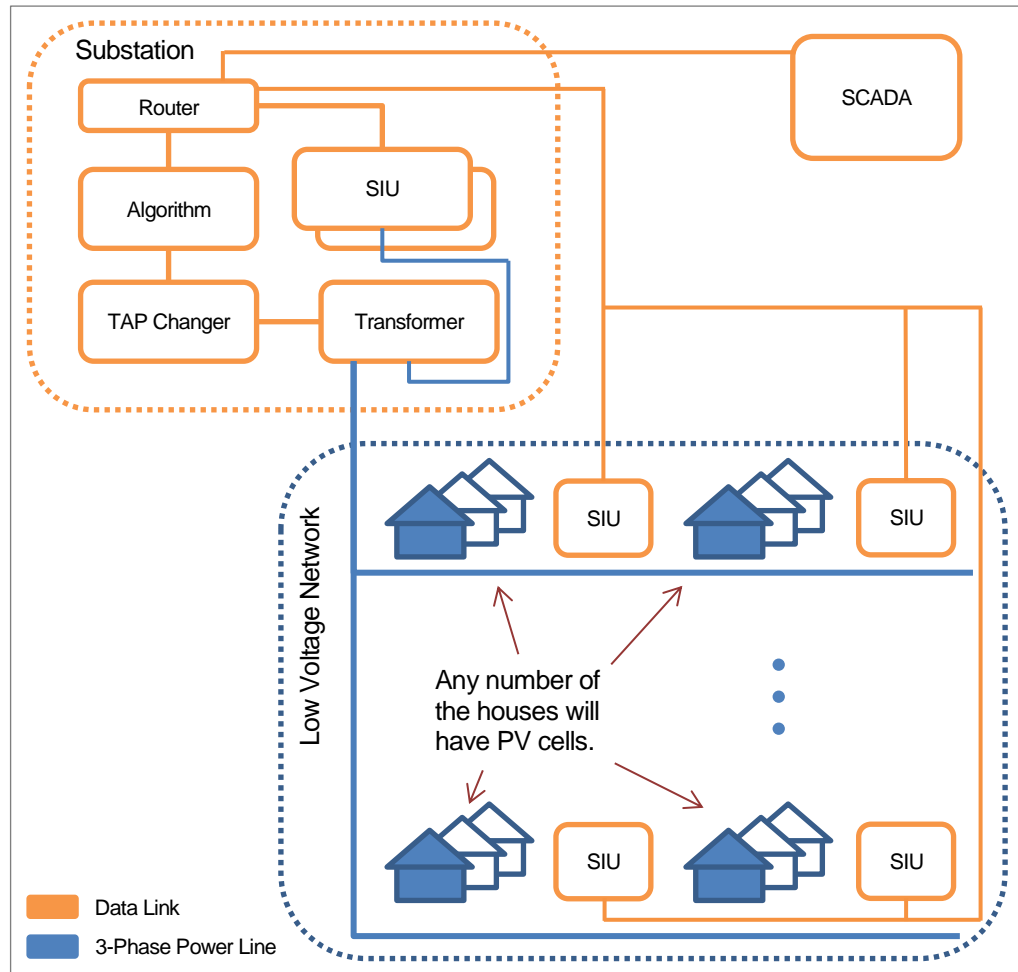 Substation
Router
SCADA
SIU
Algorithm
TAP Changer
Transformer
Low Voltage Network
SIU
SIU
Any number of
the houses will
have PV cells.
SIU
SIU
Data Link
3-Phase Power Line